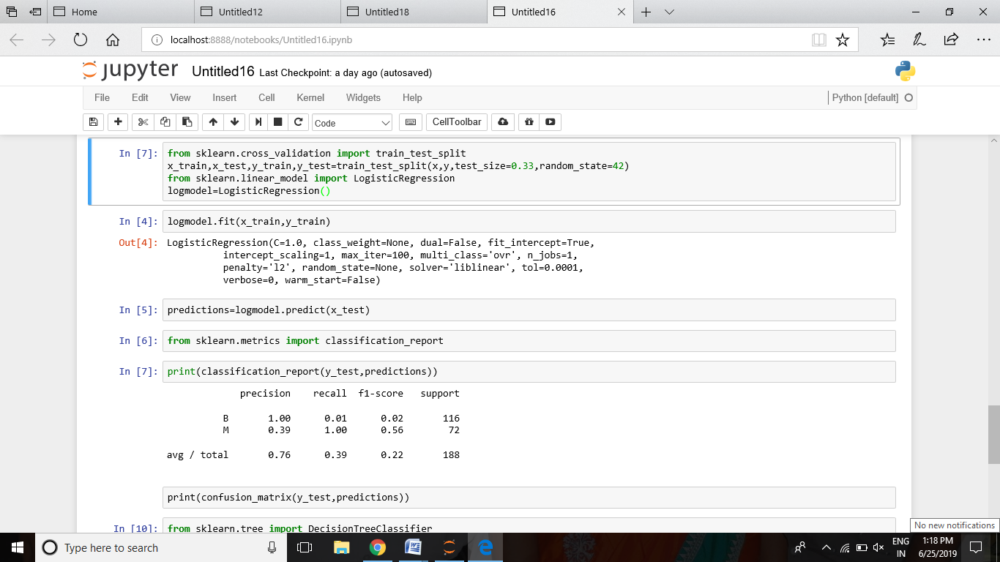 Home
Untitled12
Untitled18
Untitled16
localhost:8888/notebooks/Untitled16.ipynb
jupyter Untitled16 Last Checkpoint: a day ago (autosaved)
File Edit View Insert Cell Kernel Widgets Help Python [default]
Code CellToolbar
In [7]: from sklearn.cross_validation import train_test_split
x_train,x_test,y_train,y_test=train_test_split(x,y,test_size=0.33,random_state=42)
from sklearn.linear_model import LogisticRegression
logmodel=LogisticRegression()
In [4]: logmodel.fit(x_train,y_train)
Out[4]: LogisticRegression(C=1.0, class_weight=None, dual=False, fit_intercept=True,
intercept_scaling=1, max_iter=100, multi_class='ovr', n_jobs=1,
penalty='l2', random_state=None, solver='liblinear', tol=0.0001,
verbose=0, warm_start=False)
In [5]: predictions=logmodel.predict(x_test)
In [6]: from sklearn.metrics import classification_report
In [7]: print(classification_report(y_test,predictions))
precision recall f1-score support
B 1.00 0.01 0.02 116
M 0.39 1.00 0.56 72
avg / total 0.76 0.39 0.22 188
print(confusion_matrix(y_test,predictions))
In [10]: from sklearn.tree import DecisionTreeClassifier
No new notifications
Type here to search
ENG
IN
1:18 PM
6/25/2019